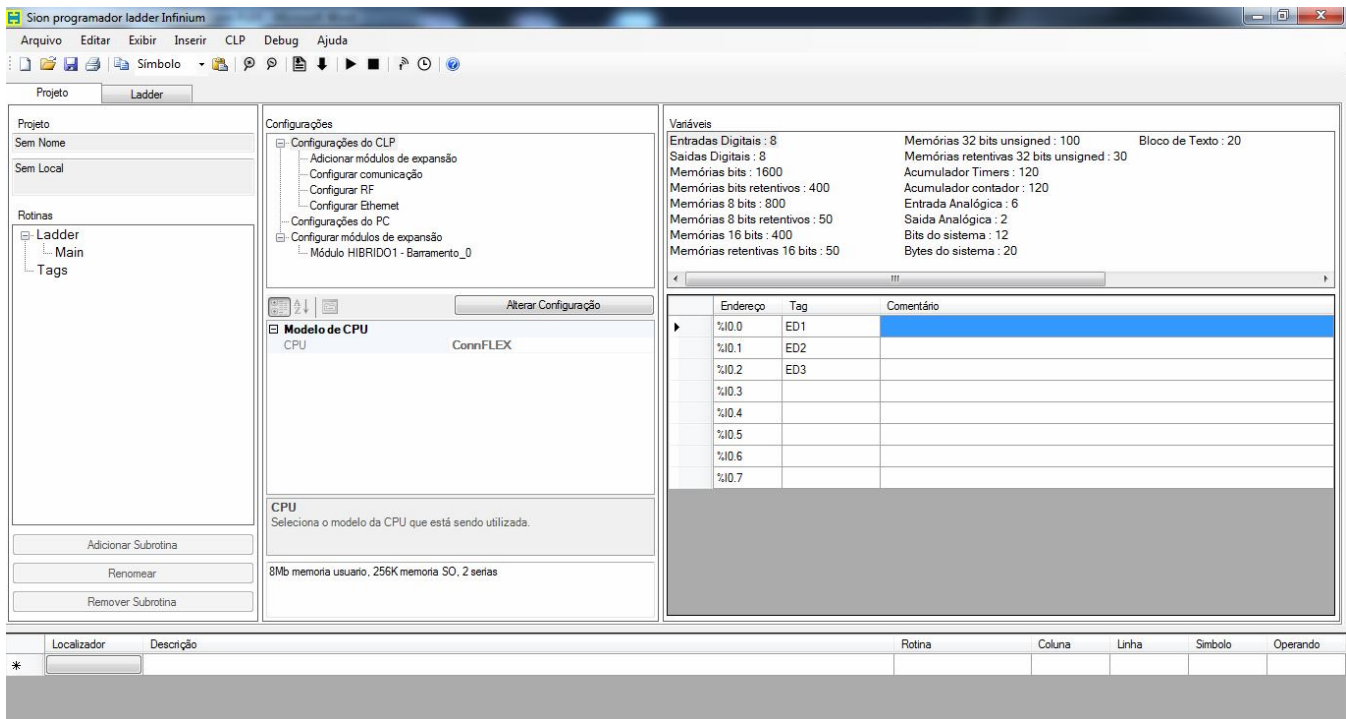 Sion programador ladder Infinium
Arquivo Editar Exibir Inserir CLP Debug Ajuda
Símbolo
Projeto Ladder
Projeto
Sem Nome
Sem Local
Rotinas
Ladder
Main
Tags
Adicionar Subrotina
Renomear
Remover Subrotina
Configurações
Configurações do CLP
Adicionar módulos de expansão
Configurar comunicação
Configurar RF
Configurar Ethernet
Configurações do PC
Configurar módulos de expansão
Módulo HIBRIDO1 - Barramento_0
Alterar Configuração
Modelo de CPU
CPU ConnFLEX
CPU
Seleciona o modelo da CPU que está sendo utilizada.
8Mb memoria usuario, 256K memoria SO, 2 serias
Variáveis
Entradas Digitais : 8
Saidas Digitais : 8
Memórias bits : 1600
Memórias bits retentivos : 400
Memórias 8 bits : 800
Memórias 8 bits retentivos : 50
Memórias 16 bits : 400
Memórias retentivas 16 bits : 50
Memórias 32 bits unsigned : 100
Memórias retentivas 32 bits unsigned : 30
Acumulador Timers : 120
Acumulador contador : 120
Entrada Analógica : 6
Saida Analógica : 2
Bits do sistema : 12
Bytes do sistema : 20
Bloco de Texto : 20
Endereço Tag Comentário
%I0.0 ED1
%I0.1 ED2
%I0.2 ED3
%I0.3
%I0.4
%I0.5
%I0.6
%I0.7
Localizador Descrição Rotina Coluna Linha Simbolo Operando